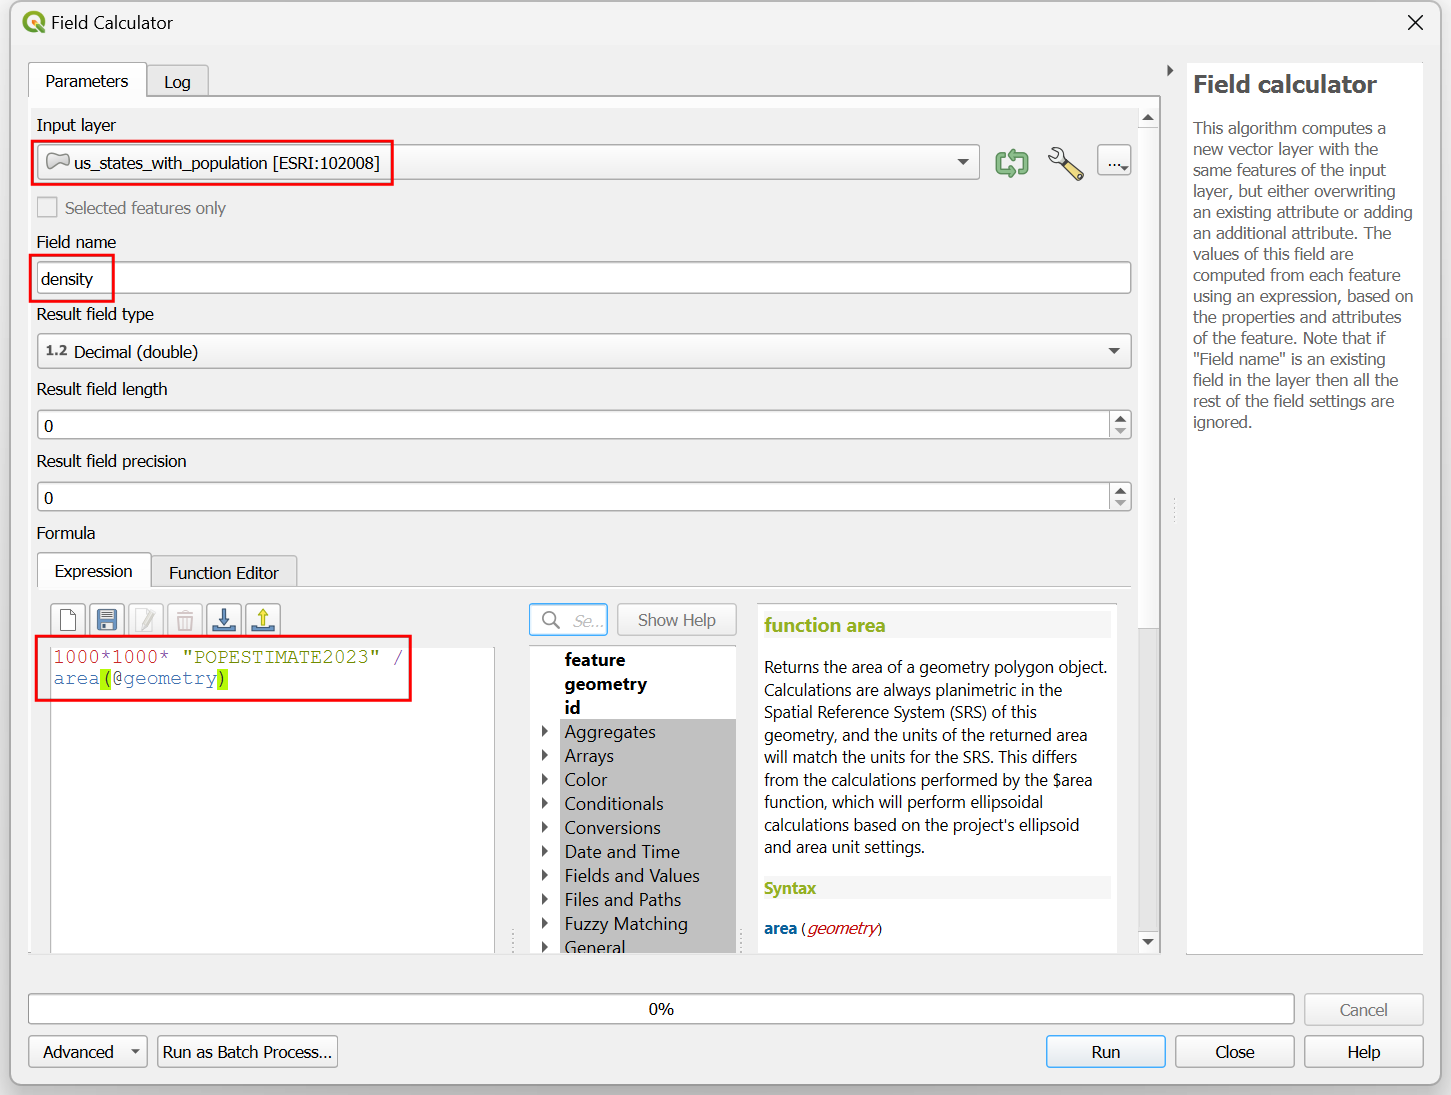 Field Calculator
Parameters
Log
Input layer
us_states_with_population [ESRI:102008]
...
Selected features only
Field name
density
Result field type
1.2 Decimal (double)
Result field length
0
Result field precision
0
Formula
Expression
Function Editor
1000*1000* "POPESTIMATE2023" /
area(@geometry)
Se...
Show Help
feature
geometry
id
Aggregates
Arrays
Color
Conditionals
Conversions
Date and Time
Fields and Values
Files and Paths
Fuzzy Matching
General
function area
Returns the area of a geometry polygon object.
Calculations are always planimetric in the
Spatial Reference System (SRS) of this
geometry, and the units of the returned area
will match the units for the SRS. This differs
from the calculations performed by the $area
function, which will perform ellipsoidal
calculations based on the project's ellipsoid
and area unit settings.
Syntax
area (geometry)
Field calculator
This algorithm computes a
new vector layer with the
same features of the input
layer, but either overwriting
an existing attribute or adding
an additional attribute. The
values of this field are
computed from each feature
using an expression, based on
the properties and attributes
of the feature. Note that if
"Field name" is an existing
field in the layer then all the
rest of the field settings are
ignored.
0%
Cancel
Advanced
Run as Batch Process...
Run
Close
Help